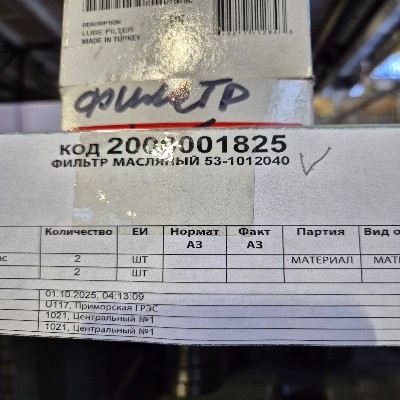 DESCRIPTION
LUBE FILTER
MADE IN TURKEY
ФИЛЬТР
КОД 2000001825
ФИЛЬТР МАСЛЯНЫЙ 53-1012040
Количество ЕИ Нормат АЗ Факт АЗ Партия Вид о
2 ШТ МАТЕРИАЛ МАТ
2 ШТ
01.10.2025, 04:13:09
U117, Приморская ГРЭС
1021, Центральный №1
1021, Центральный №1